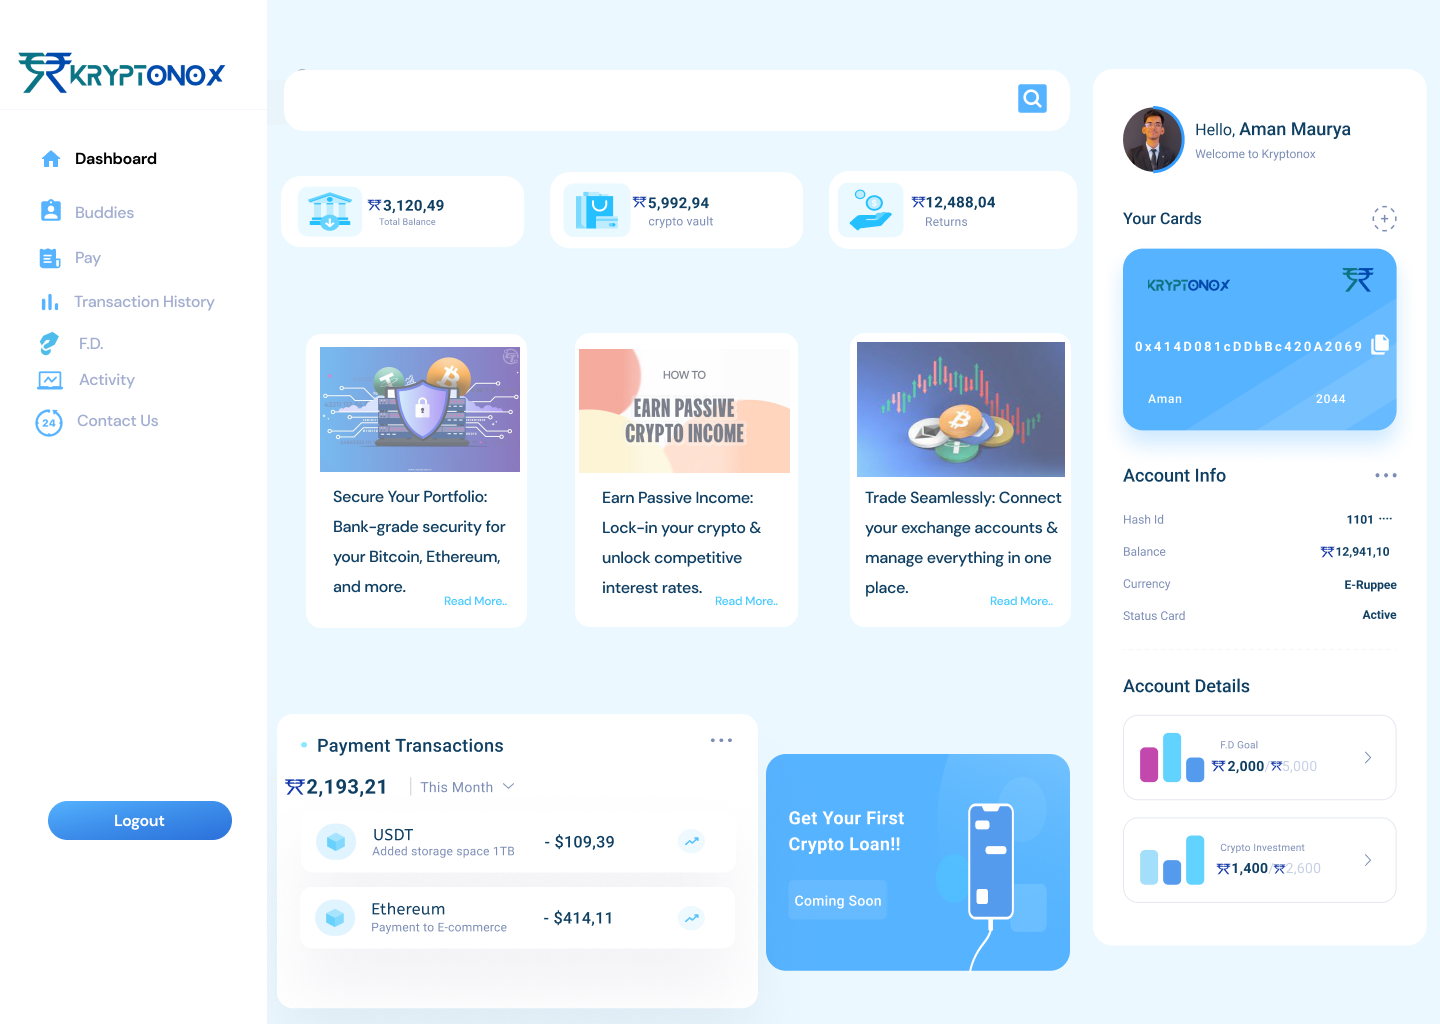 KRYPTONOX
Dashboard
Buddies
Pay
Transaction History
F.D.
Activity
24
Contact Us
Logout
3,120,49
Total Balance
5,992,94
crypto vault
12,488,04
Returns
HOW TO
EARN PASSIVE
CRYPTO INCOME
Secure Your Portfolio:
Bank-grade security for
your Bitcoin, Ethereum,
and more.
Read More..
Earn Passive Income:
Lock-in your crypto &
unlock competitive
interest rates.
Read More..
Trade Seamlessly: Connect
your exchange accounts &
manage everything in one
place.
Read More..
Payment Transactions
2,193,21
This Month
USDT
Added storage space 1TB
- $109,39
Ethereum
Payment to E-commerce
- $414,11
Get Your First
Crypto Loan!!
Coming Soon
Hello, Aman Maurya
Welcome to Kryptonox
Your Cards
KRYPTONOX
0x414D081cDDbBc420A2069
Aman
2044
Account Info
Hash Id
1101 ····
Balance
12,941,10
Currency
E-Ruppee
Status Card
Active
Account Details
F.D Goal
2,000/5,000
Crypto Investment
1,400/2,600